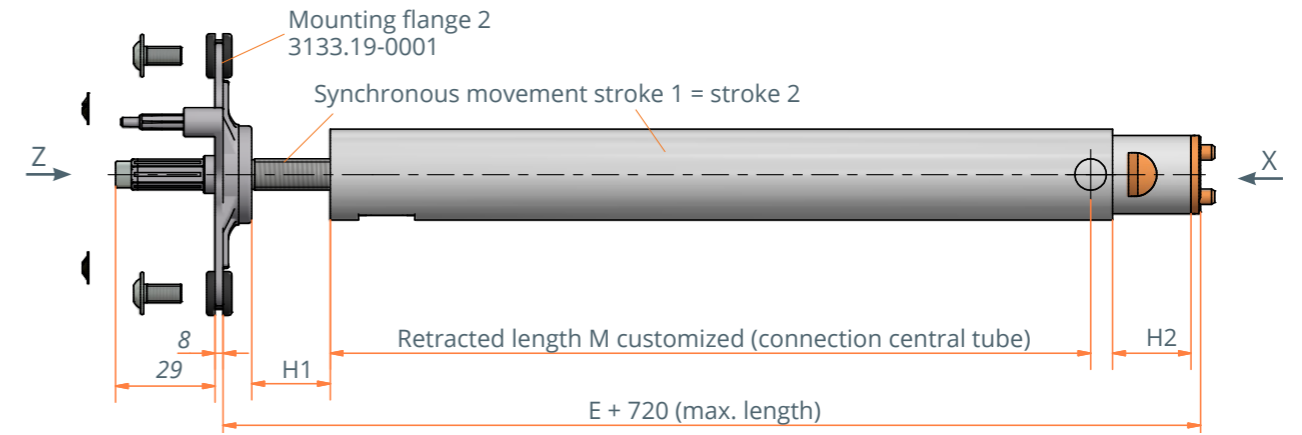 Mounting flange 2
3133.19-0001
Synchronous movement stroke 1 = stroke 2
Z
X
8
Retracted length M customized (connection central tube)
H2
29
H1
E + 720 (max. length)